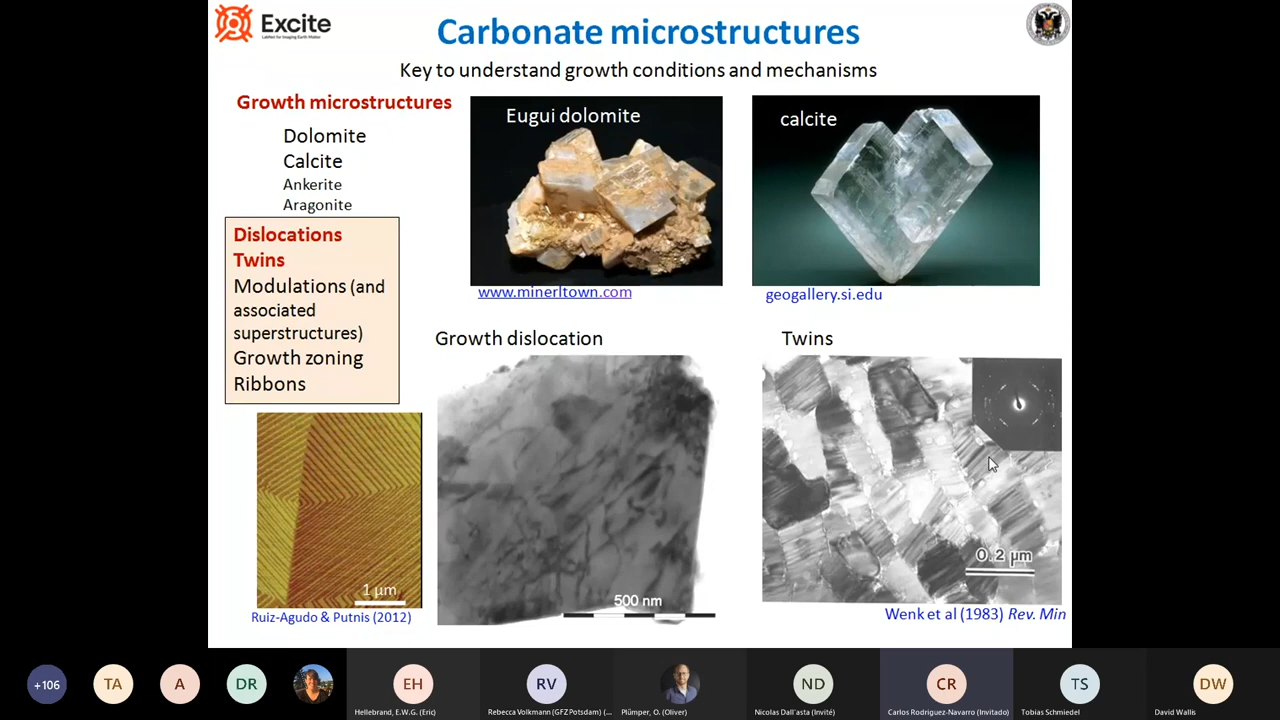 Excite
Carbonate microstructures
Key to understand growth conditions and mechanisms
Growth microstructures
Dolomite
Calcite
Ankerite
Aragonite
Dislocations
Twins
Modulations (and
associated
superstructures)
Growth zoning
Ribbons
Eugui dolomite
www.minerltown.com
calcite
geogallery.si.edu
Growth dislocation
500 nm
Twins
0.2 μm
Wenk et al (1983) Rev. Min
1 μm
Ruiz-Agudo & Putnis (2012)
+106
TA
A
DR
EH
Hellebrand, E.W.G. (Eric)
RV
Rebecca Volkmann (GFZ Potsdam) (...
Plümper, O. (Oliver)
ND
Nicolas Dall'asta (Invité)
CR
Carlos Rodriguez-Navarro (Invitado)
TS
Tobias Schmiedel
DW
David Wallis